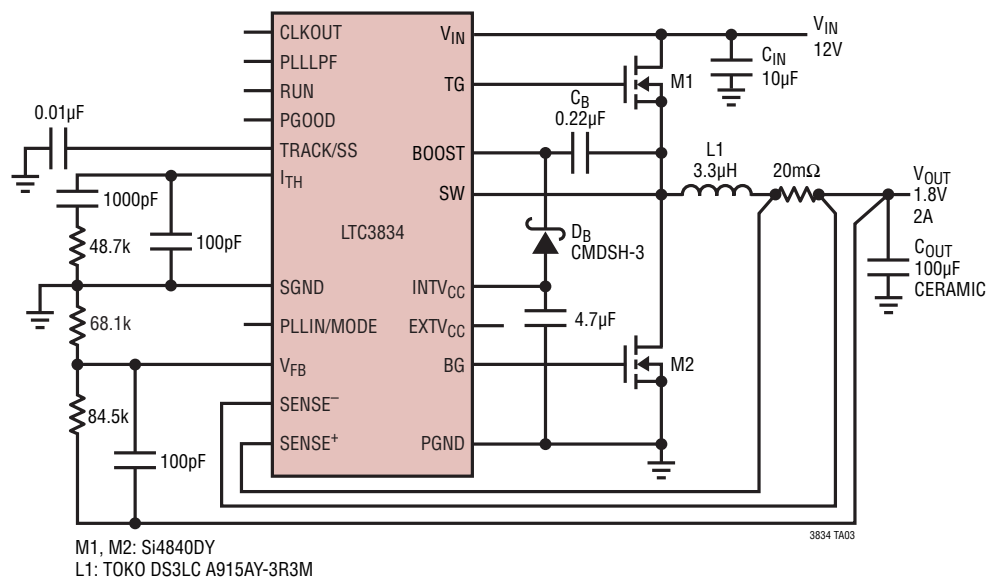 CLKOUT
PLLLPF
RUN
PGOOD
TRACK/SS
ITH
SGND
PLLIN/MODE
VFB
SENSE–
SENSE+
LTC3834
VIN
TG
BOOST
SW
INTVCC
EXTVCC
BG
PGND
0.01µF
1000pF
48.7k
100pF
68.1k
84.5k
100pF
VIN
12V
CIN
10µF
M1
CB
0.22µF
L1
3.3µH
20mΩ
VOUT
1.8V
2A
COUT
100µF
CERAMIC
DB
CMDSH-3
4.7µF
M2
3834 TA03
M1, M2: Si4840DY
L1: TOKO DS3LC A915AY-3R3M